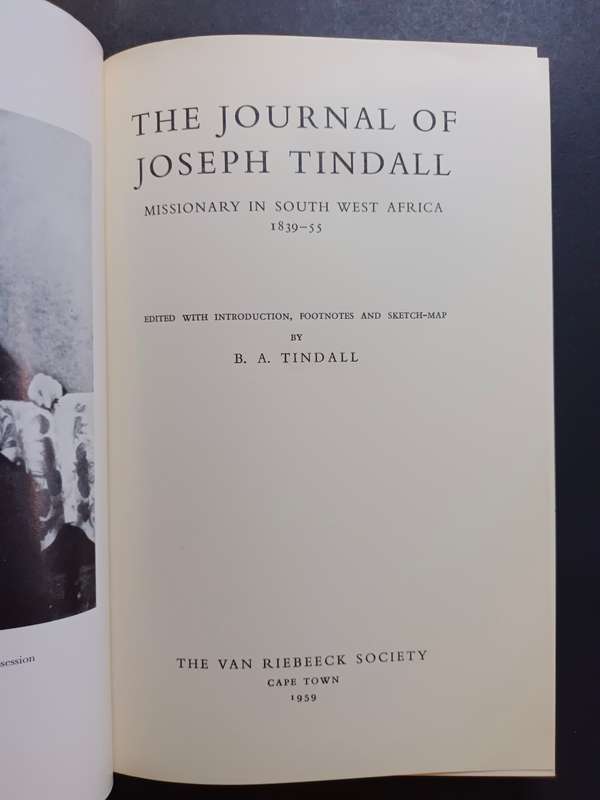 THE JOURNAL OF
JOSEPH TINDALL
MISSIONARY IN SOUTH WEST AFRICA
1839–55
EDITED WITH INTRODUCTION, FOOTNOTES AND SKETCH-MAP
BY
B. A. TINDALL
THE VAN RIEBEECK SOCIETY
CAPE TOWN
1959
session